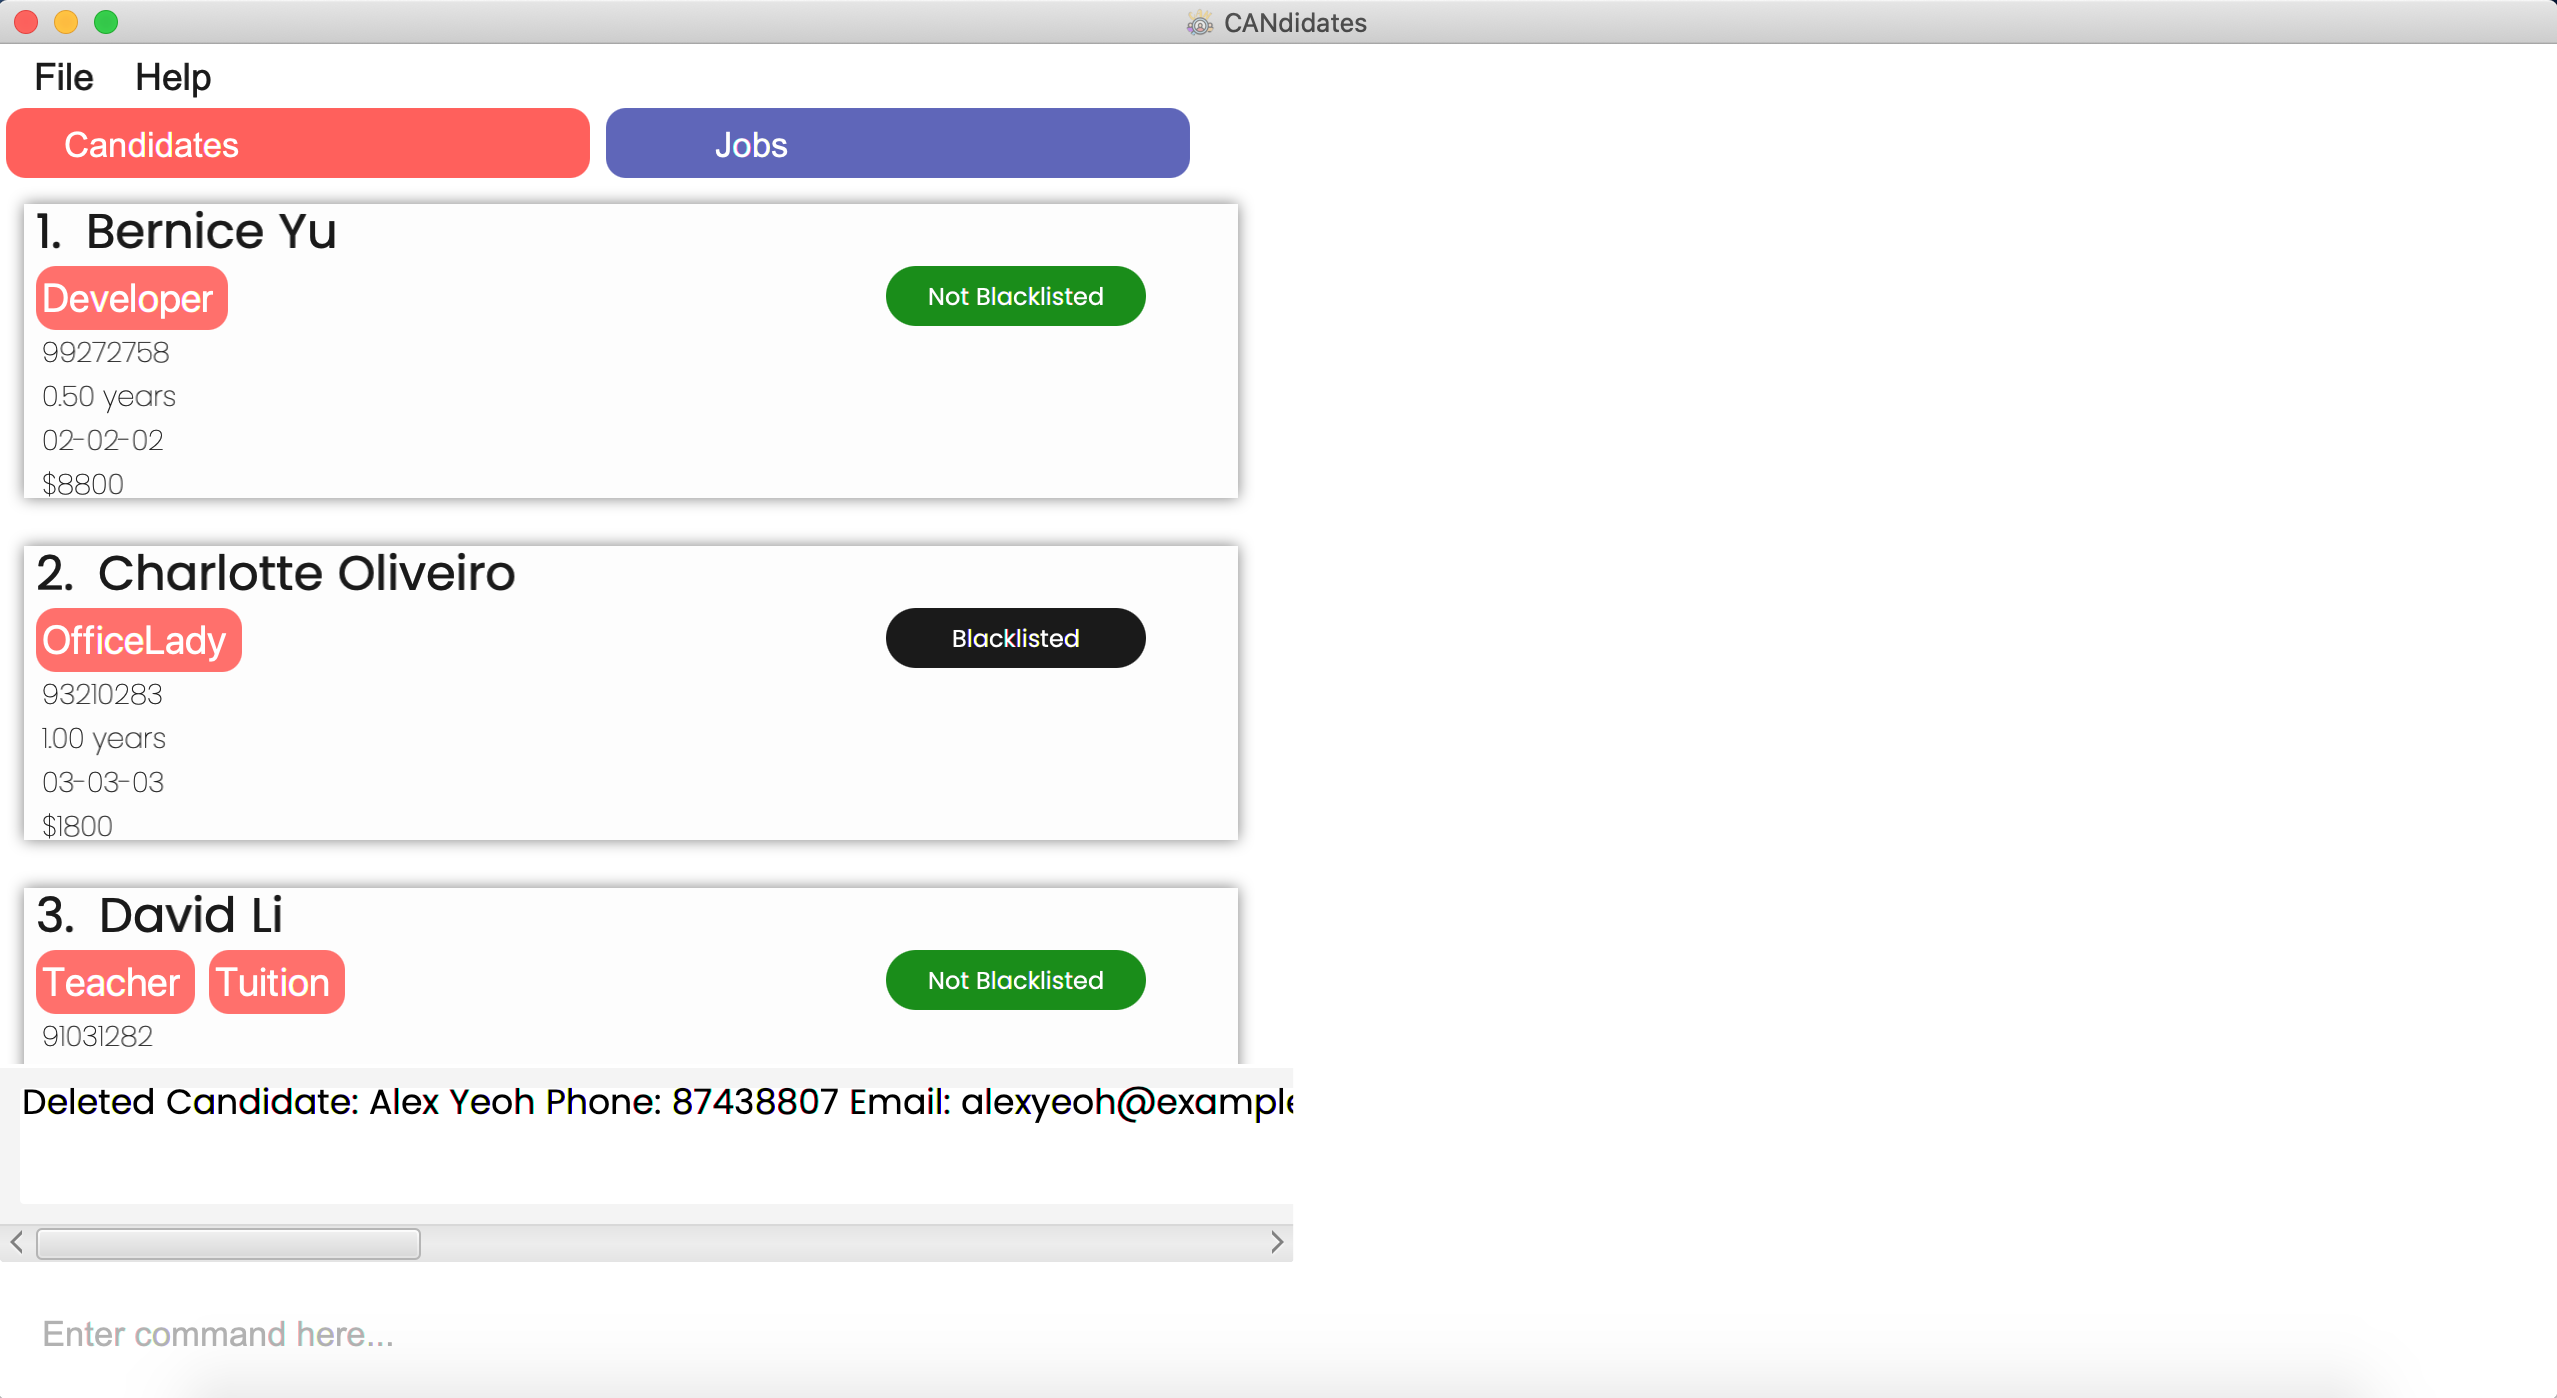 CANdidates
File Help
Candidates Jobs
1. Bernice Yu
Developer Not Blacklisted
99272758
0.50 years
02-02-02
$8800
2. Charlotte Oliveiro
OfficeLady Blacklisted
93210283
1.00 years
03-03-03
$1800
3. David Li
Teacher Tuition Not Blacklisted
91031282
Deleted Candidate: Alex Yeoh Phone: 87438807 Email: alexyeoh@example
Enter command here...